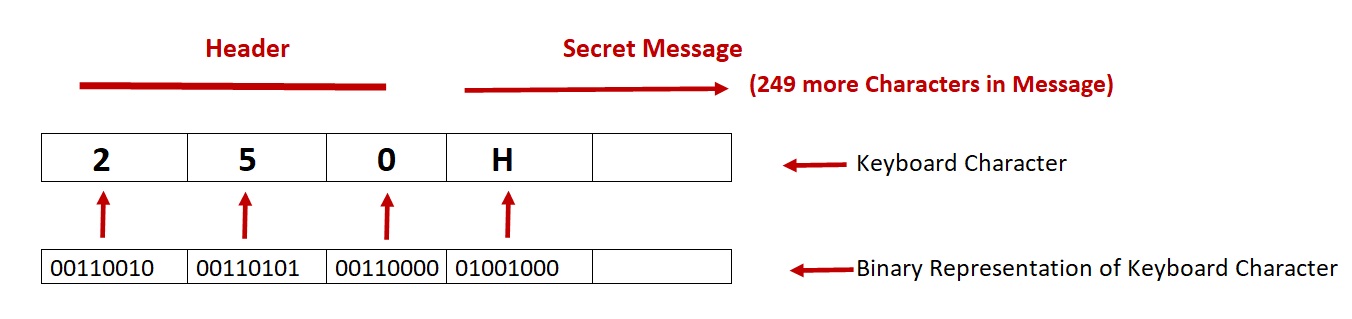 Header
Secret Message
(249 more Characters in Message)
2 5 0 H
Keyboard Character
00110010 00110101 00110000 01001000
Binary Representation of Keyboard Character